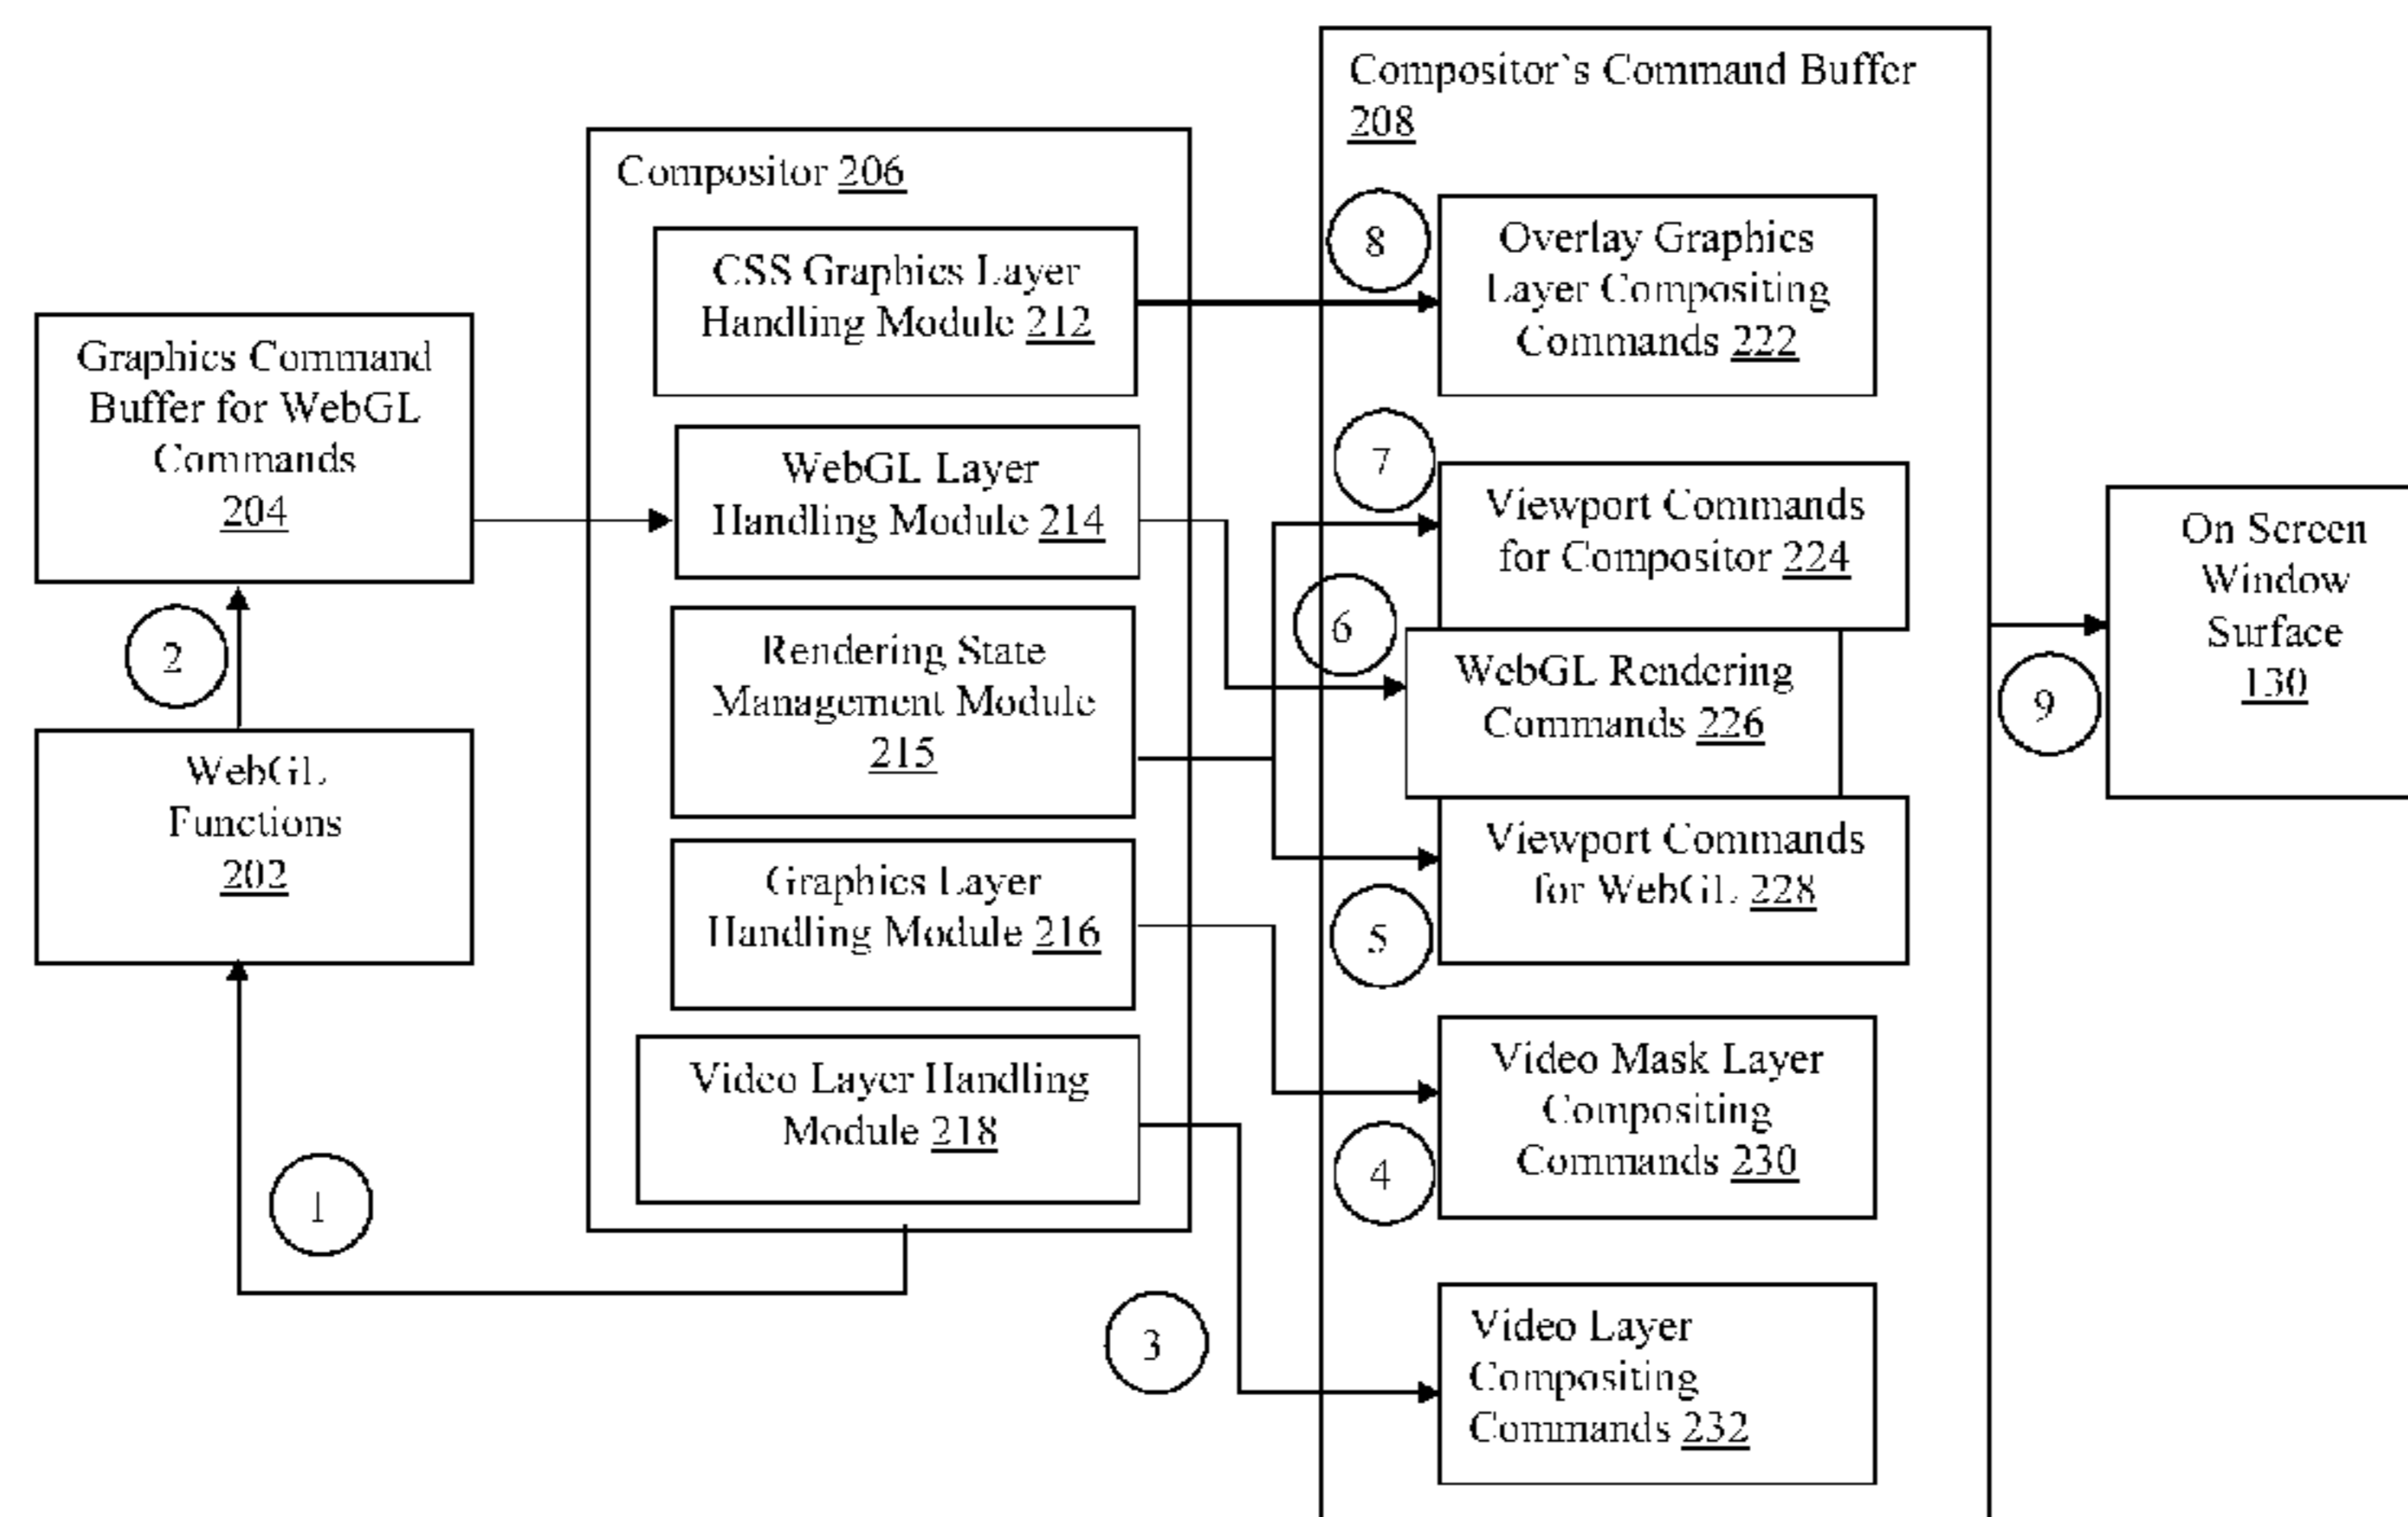 Compositor`s Command Buffer
208
Compositor 206
8
Overlay Graphics
Layer Compositing
Commands 222
CSS Graphics Layer
Handling Module 212
Graphics Command
Buffer for WebGL
Commands
204
WebGL Layer
Handling Module 214
7
Viewport Commands
for Compositor 224
On Screen
Window
Surface
130
2
Rendering State
Management Module
215
6
WebGL Rendering
Commands 226
9
WebGL
Functions
202
Viewport Commands
for WebGL 228
5
Graphics Layer
Handling Module 216
Video Mask Layer
Compositing
Commands 230
4
Video Layer Handling
Module 218
1
3
Video Layer
Compositing
Commands 232